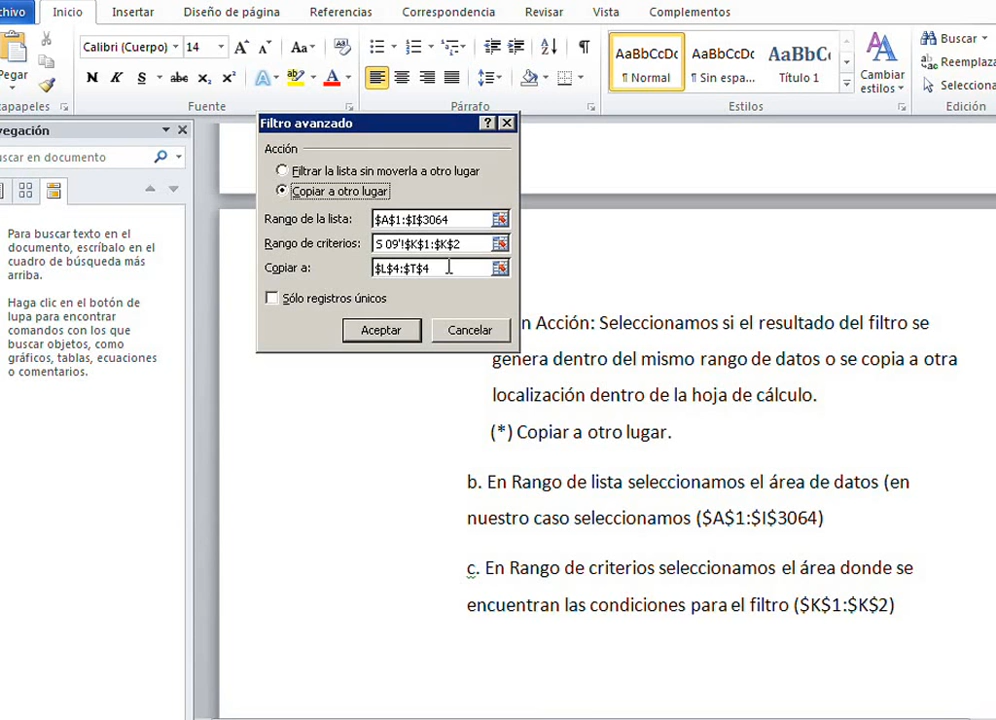 Inicio Insertar Diseño de página Referencias Correspondencia Revisar Vista Complementos
Calibri (Cuerpo) 14 A A Aa
N K S abc x₂ x² A ab A
AaBbCcDc AaBbCcDc AaBbC
¶ Normal ¶ Sin espa... Título 1
Cambiar
estilos
Buscar
Reemplaza
Selecciona
Pegar
Fuente Párrafo Estilos Edición
Filtro avanzado
Acción
Filtrar la lista sin moverla a otro lugar
Copiar a otro lugar
Rango de la lista: $A$1:$I$3064
Rango de criterios: S 09'!$K$1:$K$2
Copiar a: $L$4:$T$4
Sólo registros únicos
Aceptar Cancelar
Para buscar texto en el
documento, escríbalo en el
cuadro de búsqueda más
arriba.
Haga clic en el botón de
lupa para encontrar
comandos con los que
buscar objetos, como
gráficos, tablas, ecuaciones
o comentarios.
n Acción: Seleccionamos si el resultado del filtro se
genera dentro del mismo rango de datos o se copia a otra
localización dentro de la hoja de cálculo.
(*) Copiar a otro lugar.
b. En Rango de lista seleccionamos el área de datos (en
nuestro caso seleccionamos ($A$1:$I$3064)
c. En Rango de criterios seleccionamos el área donde se
encuentran las condiciones para el filtro ($K$1:$K$2)